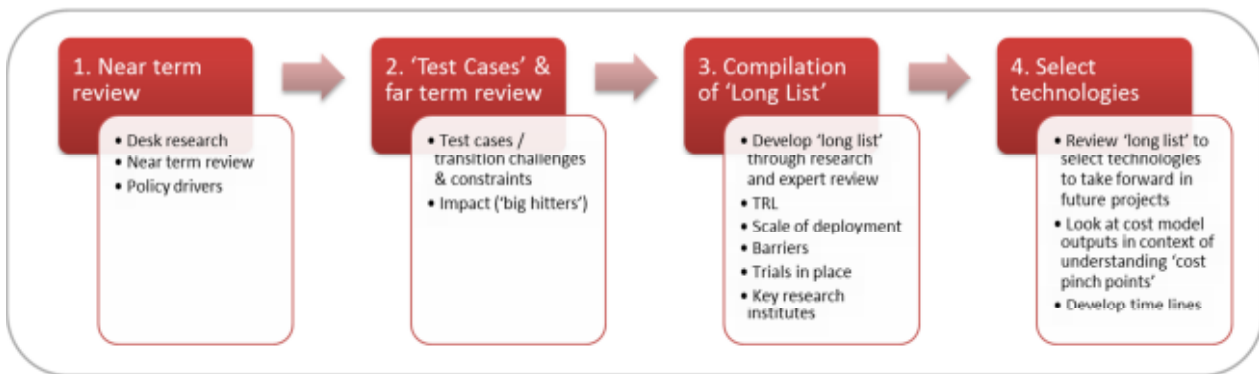 1. Near term
review
• Desk research
• Near term review
• Policy drivers
2. ‘Test Cases’ &
far term review
• Test cases /
transition challenges
& constraints
• Impact (‘big hitters’)
3. Compilation
of ‘Long List’
• Develop ‘long list’
through research
and expert review
• TRL
• Scale of deployment
• Barriers
• Trials in place
• Key research
institutes
4. Select
technologies
• Review ‘long list’ to
select technologies
to take forward in
future projects
• Look at cost model
outputs in context of
understanding ‘cost
pinch points’
• Develop time lines